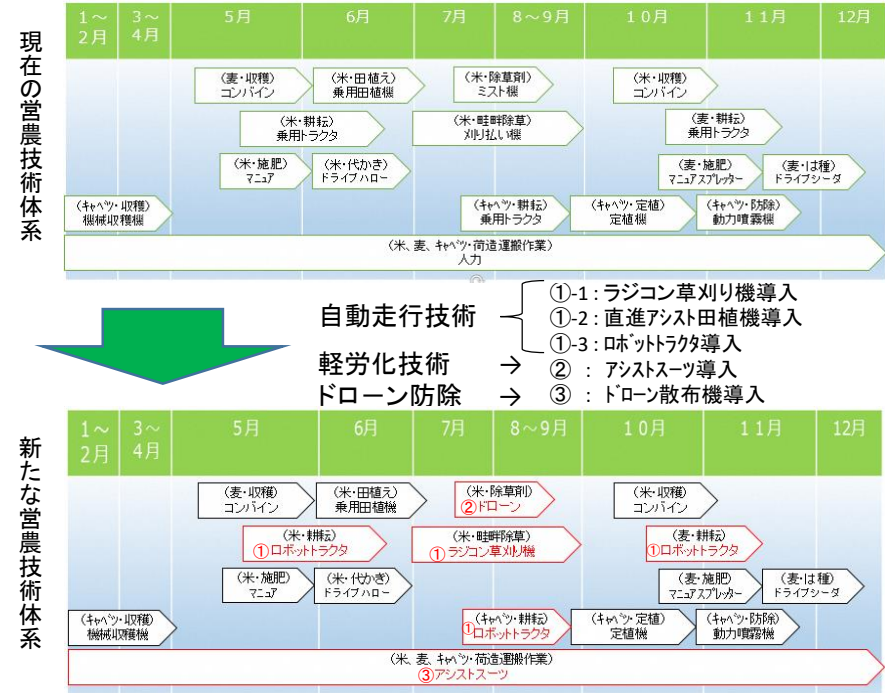 現在の営農技術体系
1～2月
3～4月
5月
6月
7月
8～9月
10月
11月
12月
（麦・収穫）
コンバイン
（米・田植え）
乗用田植機
（米・除草剤）
ミスト機
（米・収穫）
コンバイン
（米・耕耘）
乗用トラクタ
（米・畦畔除草）
刈り払い機
（麦・耕耘）
乗用トラクタ
（米・施肥）
マニュア
（米・代かき）
ドライブハロー
（麦・施肥）
マニュアスプレッター
（麦・は種）
ドライブシーダ
（キャベツ・収穫）
機械収穫機
（キャベツ・耕耘）
乗用トラクタ
（キャベツ・定植）
定植機
（キャベツ・防除）
動力噴霧機
（米、麦、キャベツ・荷造運搬作業）
人力
自動走行技術
①-1：ラジコン草刈り機導入
①-2：直進アシスト田植機導入
①-3：ロボットトラクタ導入
軽労化技術 → ② ： アシストスーツ導入
ドローン防除 → ③ ： ドローン散布機導入
新たな営農技術体系
1～2月
3～4月
5月
6月
7月
8～9月
10月
11月
12月
（麦・収穫）
コンバイン
（米・田植え）
乗用田植機
（米・除草剤）
②ドローン
（米・収穫）
コンバイン
（米・耕耘）
①ロボットトラクタ
（米・畦畔除草）
①ラジコン草刈り機
（麦・耕耘）
①ロボットトラクタ
（米・施肥）
マニュア
（米・代かき）
ドライブハロー
（麦・施肥）
マニュアスプレッター
（麦・は種）
ドライブシーダ
（キャベツ・収穫）
機械収穫機
（キャベツ・耕耘）
①ロボットトラクタ
（キャベツ・定植）
定植機
（キャベツ・防除）
動力噴霧機
（米、麦、キャベツ・荷造運搬作業）
③アシストスーツ